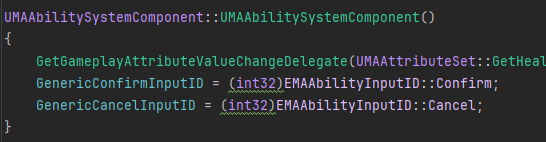 UMAAbilitySystemComponent::UMAAbilitySystemComponent()
{
GetGameplayAttributeValueChangeDelegate(UMAAttributeSet::GetHeal
GenericConfirmInputID = (int32)EMAAbilityInputID::Confirm;
GenericCancelInputID = (int32)EMAAbilityInputID::Cancel;
}